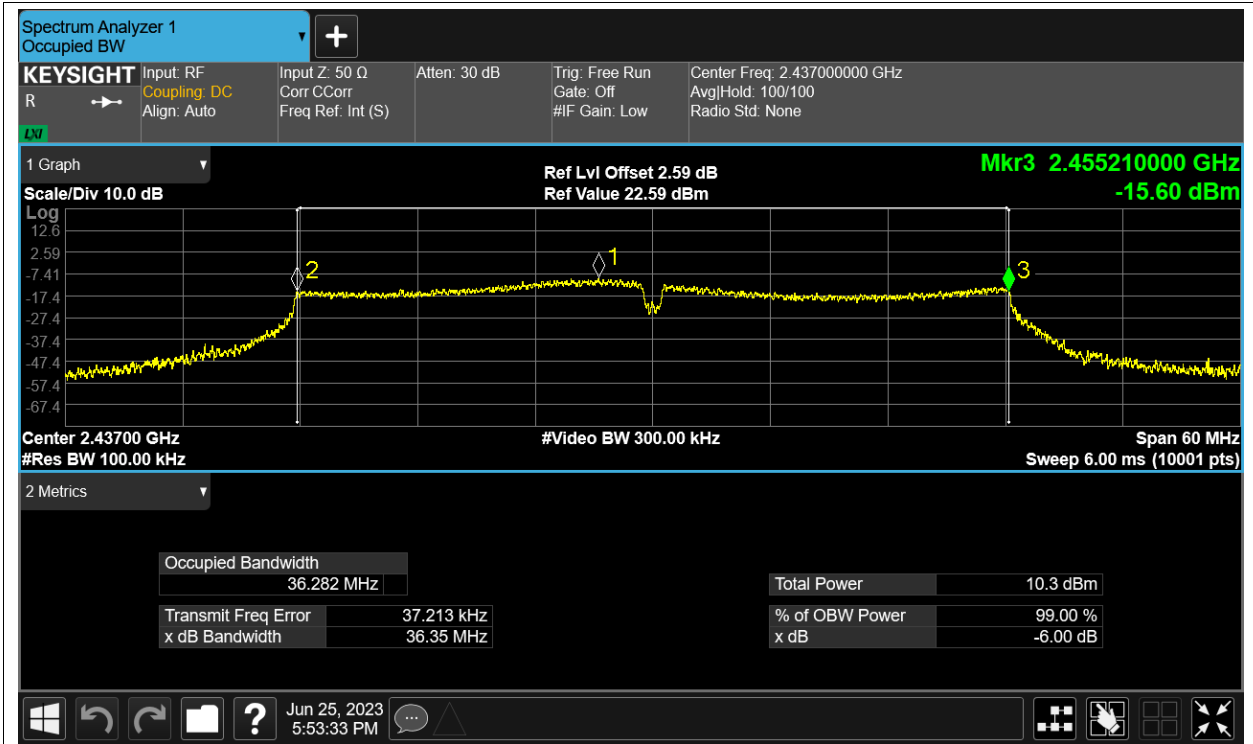 Spectrum Analyzer 1
Occupied BW
+
KEYSIGHT
R
LXI
Input: RF
Coupling: DC
Align: Auto
Input Z: 50 Ω
Corr CCorr
Freq Ref: Int (S)
Atten: 30 dB
Trig: Free Run
Gate: Off
#IF Gain: Low
Center Freq: 2.437000000 GHz
Avg|Hold: 100/100
Radio Std: None
1 Graph
Scale/Div 10.0 dB
Ref Lvl Offset 2.59 dB
Ref Value 22.59 dBm
Mkr3 2.455210000 GHz
-15.60 dBm
Log
12.6
2.59
-7.41
-17.4
-27.4
-37.4
-47.4
-57.4
-67.4
2
1
3
Center 2.43700 GHz
#Res BW 100.00 kHz
#Video BW 300.00 kHz
Span 60 MHz
Sweep 6.00 ms (10001 pts)
2 Metrics
Occupied Bandwidth
36.282 MHz
Transmit Freq Error 37.213 kHz
x dB Bandwidth 36.35 MHz
Total Power 10.3 dBm
% of OBW Power 99.00 %
x dB -6.00 dB
?
Jun 25, 2023
5:53:33 PM